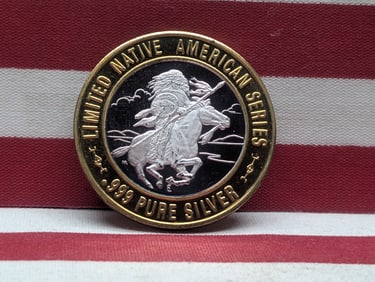 LIMITED NATIVE AMERICAN SERIES
.999 PURE SILVER